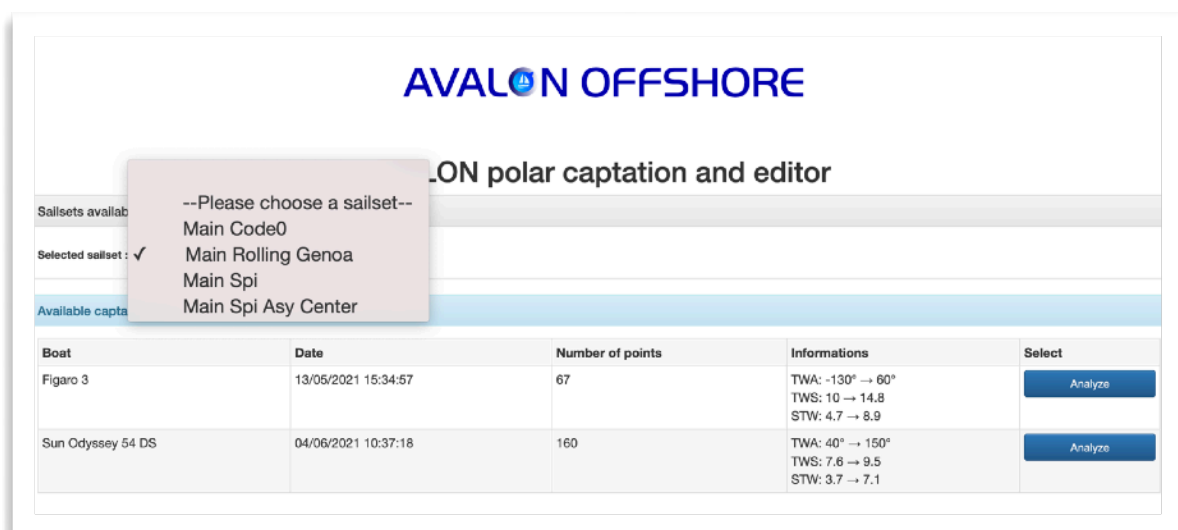 AVALON OFFSHORE
LON polar captation and editor
--Please choose a sailset--
Main Code0
Main Rolling Genoa
Main Spi
Main Spi Asy Center
Sailsets availab
Selected sailset : ✓
Available capta
Boat Date Number of points Informations Select
Figaro 3 13/05/2021 15:34:57 67 TWA: -130° → 60° Analyze
TWS: 10 → 14.8
STW: 4.7 → 8.9
Sun Odyssey 54 DS 04/06/2021 10:37:18 160 TWA: 40° → 150° Analyze
TWS: 7.6 → 9.5
STW: 3.7 → 7.1